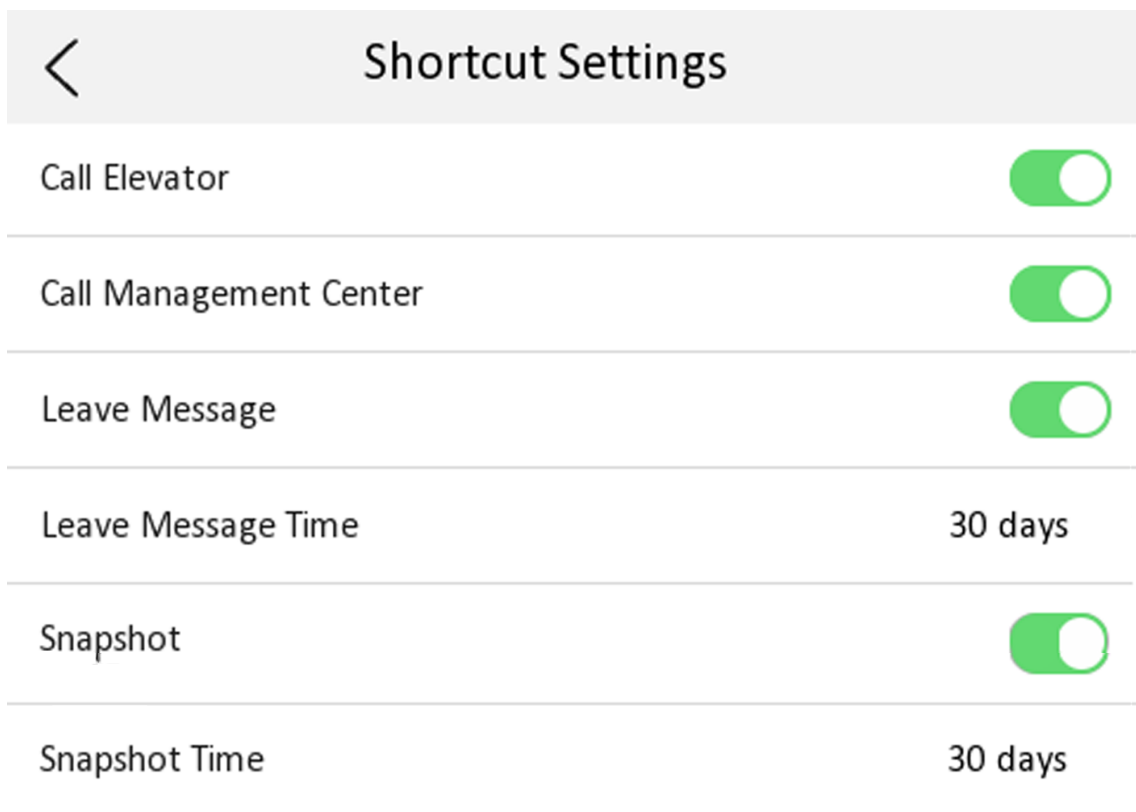 Shortcut Settings
Call Elevator
Call Management Center
Leave Message
Leave Message Time 30 days
Snapshot
Snapshot Time 30 days